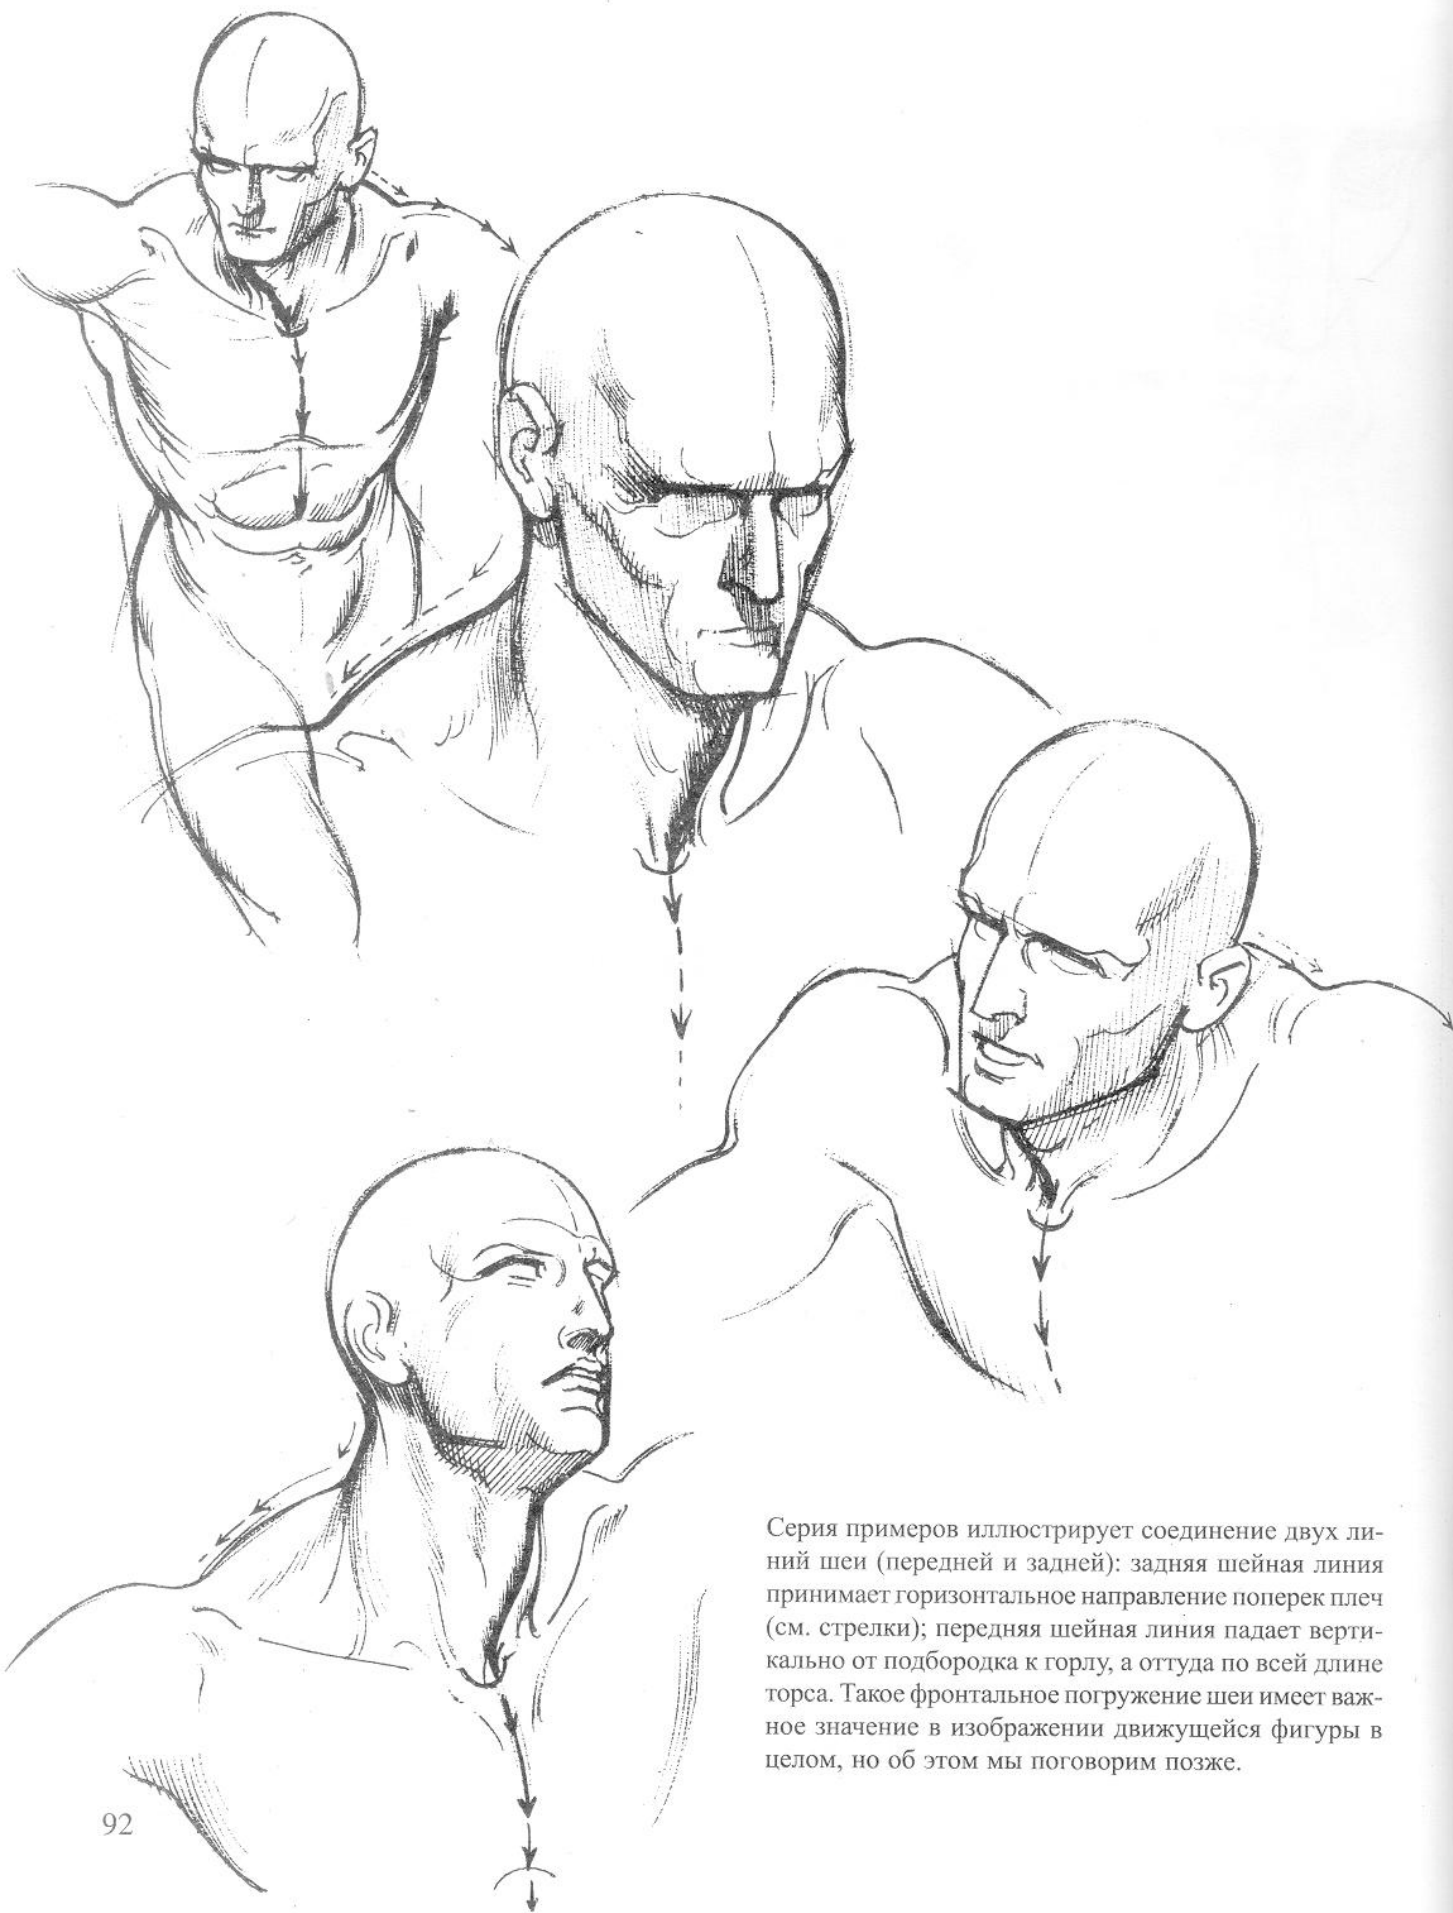 Серия примеров иллюстрирует соединение двух ли-
ний шеи (передней и задней): задняя шейная линия
принимает горизонтальное направление поперек плеч
(см. стрелки); передняя шейная линия падает верти-
кально от подбородка к горлу, а оттуда по всей длине
торса. Такое фронтальное погружение шеи имеет важ-
ное значение в изображении движущейся фигуры в
целом, но об этом мы поговорим позже.
92